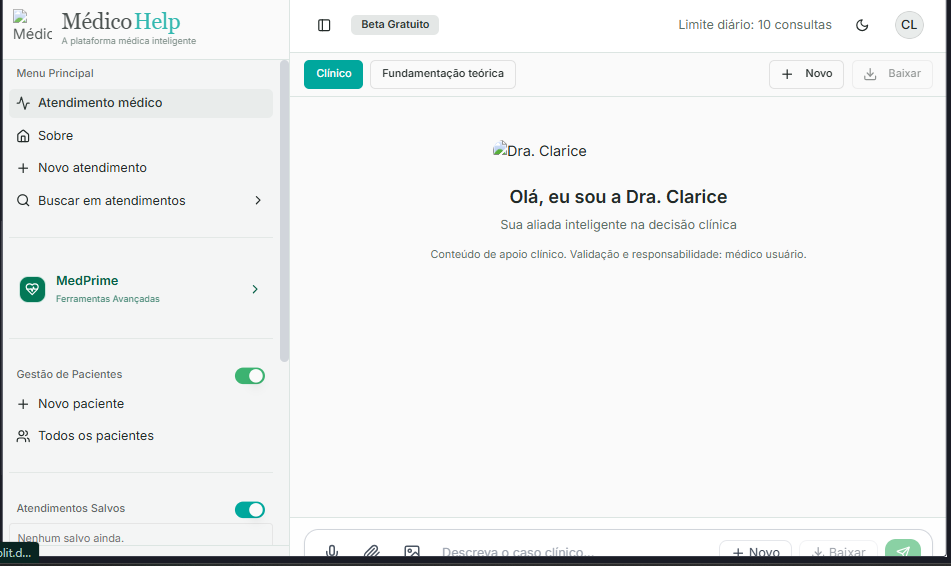 Médic
Médico Help
A plataforma médica inteligente
Menu Principal
Atendimento médico
Sobre
Novo atendimento
Buscar em atendimentos
MedPrime
Ferramentas Avançadas
Gestão de Pacientes
Novo paciente
Todos os pacientes
Atendimentos Salvos
Nenhum salvo ainda.
plit.d...
Beta Gratuito
Limite diário: 10 consultas
CL
Clínico
Fundamentação teórica
Novo
Baixar
Dra. Clarice
Olá, eu sou a Dra. Clarice
Sua aliada inteligente na decisão clínica
Conteúdo de apoio clínico. Validação e responsabilidade: médico usuário.
Descreva o caso clínico...
Novo
Baixar